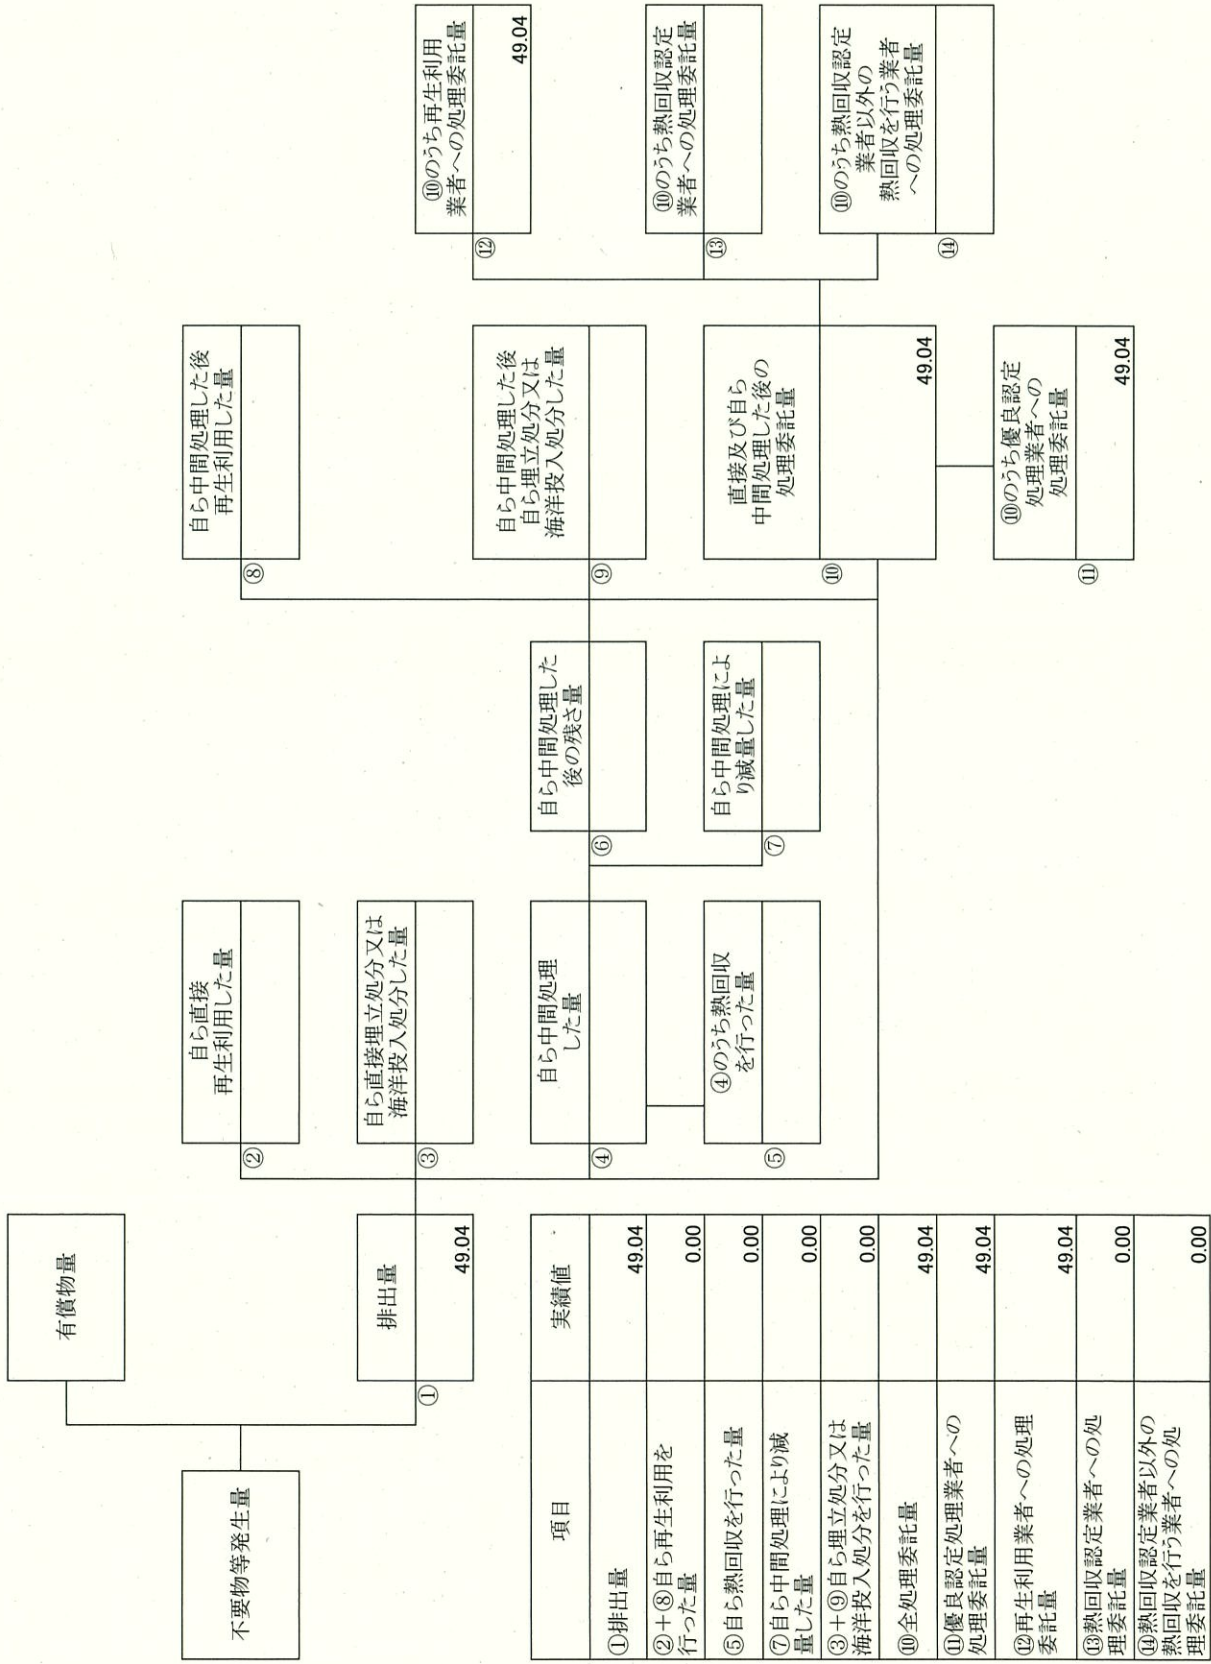 有償物量
不要物等発生量
排出量
①
49.04
自ら直接
再生利用した量
②
自ら直接埋立処分又は
海洋投入処分した量
③
自ら中間処理
した量
④
④のうち熱回収
を行った量
⑤
自ら中間処理した
後の残さ量
⑥
自ら中間処理によ
り減量した量
⑦
自ら中間処理した後
再生利用した量
⑧
自ら中間処理した後
自ら埋立処分又は
海洋投入処分した量
⑨
直接及び自ら
中間処理した後の
処理委託量
⑩
49.04
⑩のうち優良認定
処理業者への
処理委託量
⑪
49.04
⑩のうち再生利用
業者への処理委託量
⑫
49.04
⑩のうち熱回収認定
業者への処理委託量
⑬
⑩のうち熱回収認定
業者以外の
熱回収を行う業者
への処理委託量
⑭
項目 実績値
①排出量 49.04
②+⑧自ら再生利用を
行った量 0.00
⑤自ら熱回収を行った量 0.00
⑦自ら中間処理により減
量した量 0.00
③+⑨自ら埋立処分又は
海洋投入処分を行った量 0.00
⑩全処理委託量 49.04
⑪優良認定処理業者への
処理委託量 49.04
⑫再生利用業者への処理
委託量 49.04
⑬熱回収認定業者への処
理委託量 0.00
⑭熱回収認定業者以外の
熱回収を行う業者への処
理委託量 0.00